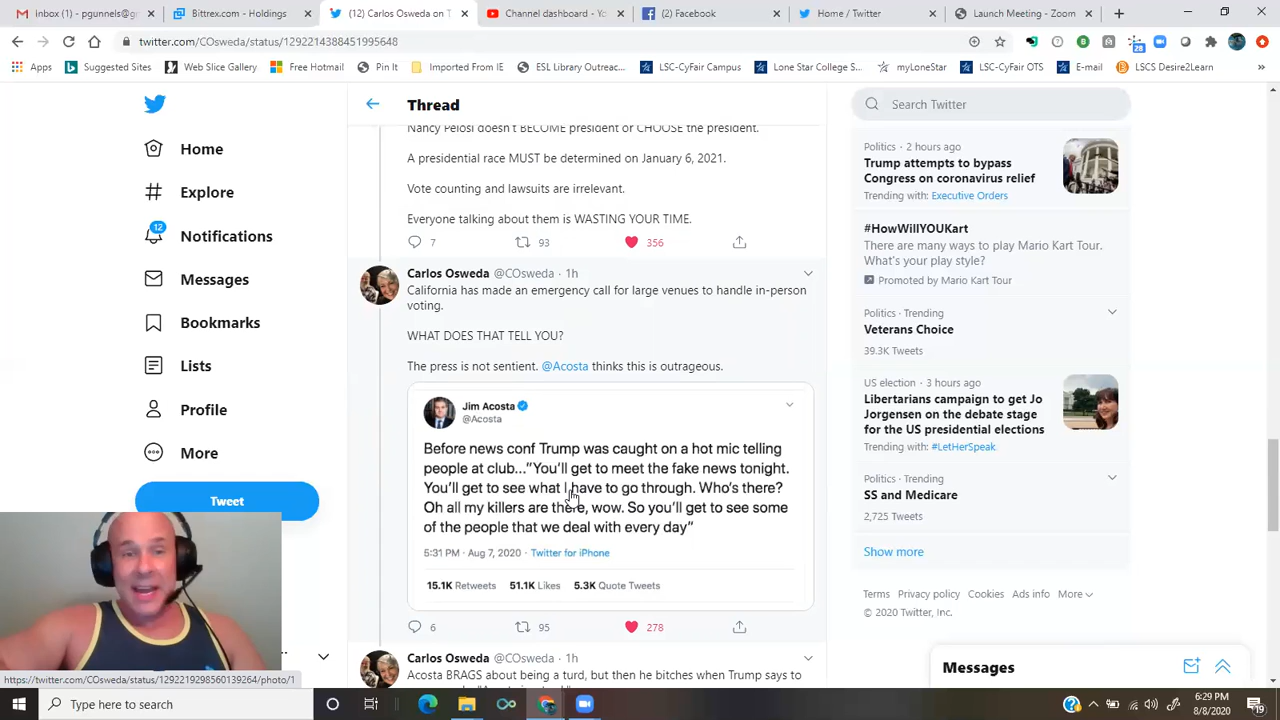 Inbox (1) - pgunnels@g
Bittrex.com - Holdings
(12) Carlos Osweda on T
Channel dashboard - Yo
(2) Facebook
Home / Twitter
Launch Meeting - Zoom
twitter.com/COsweda/status/1292214388451995648
28
Apps
Suggested Sites
Web Slice Gallery
Free Hotmail
Pin It
Imported From IE
ESL Library Outreac...
LSC-CyFair Campus
Lone Star College S...
myLoneStar
LSC-CyFair OTS
E-mail
LSCS Desire2Learn
Home
Explore
12
Notifications
Messages
Bookmarks
Lists
Profile
More
Tweet
Thread
Nancy Pelosi doesn't BECOME president or CHOOSE the president.
A presidential race MUST be determined on January 6, 2021.
Vote counting and lawsuits are irrelevant.
Everyone talking about them is WASTING YOUR TIME.
7 93 356
Carlos Osweda @COsweda · 1h
California has made an emergency call for large venues to handle in-person
voting.
WHAT DOES THAT TELL YOU?
The press is not sentient. @Acosta thinks this is outrageous.
Jim Acosta
@Acosta
Before news conf Trump was caught on a hot mic telling
people at club..."You'll get to meet the fake news tonight.
You'll get to see what I have to go through. Who's there?
Oh all my killers are there, wow. So you'll get to see some
of the people that we deal with every day"
5:31 PM · Aug 7, 2020 · Twitter for iPhone
15.1K Retweets 51.1K Likes 5.3K Quote Tweets
6 95 278
Carlos Osweda @COsweda · 1h
Acosta BRAGS about being a turd, but then he bitches when Trump says to
Search Twitter
Politics · 2 hours ago
Trump attempts to bypass
Congress on coronavirus relief
Trending with: Executive Orders
#HowWillYOUKart
There are many ways to play Mario Kart Tour.
What's your play style?
Promoted by Mario Kart Tour
Politics · Trending
Veterans Choice
39.3K Tweets
US election · 3 hours ago
Libertarians campaign to get Jo
Jorgensen on the debate stage
for the US presidential elections
Trending with: #LetHerSpeak
Politics · Trending
SS and Medicare
2,725 Tweets
Show more
Terms Privacy policy Cookies Ads info More
© 2020 Twitter, Inc.
Messages
https://twitter.com/COsweda/status/1292219298560139264/photo/1
Type here to search
6:29 PM
8/8/2020
19